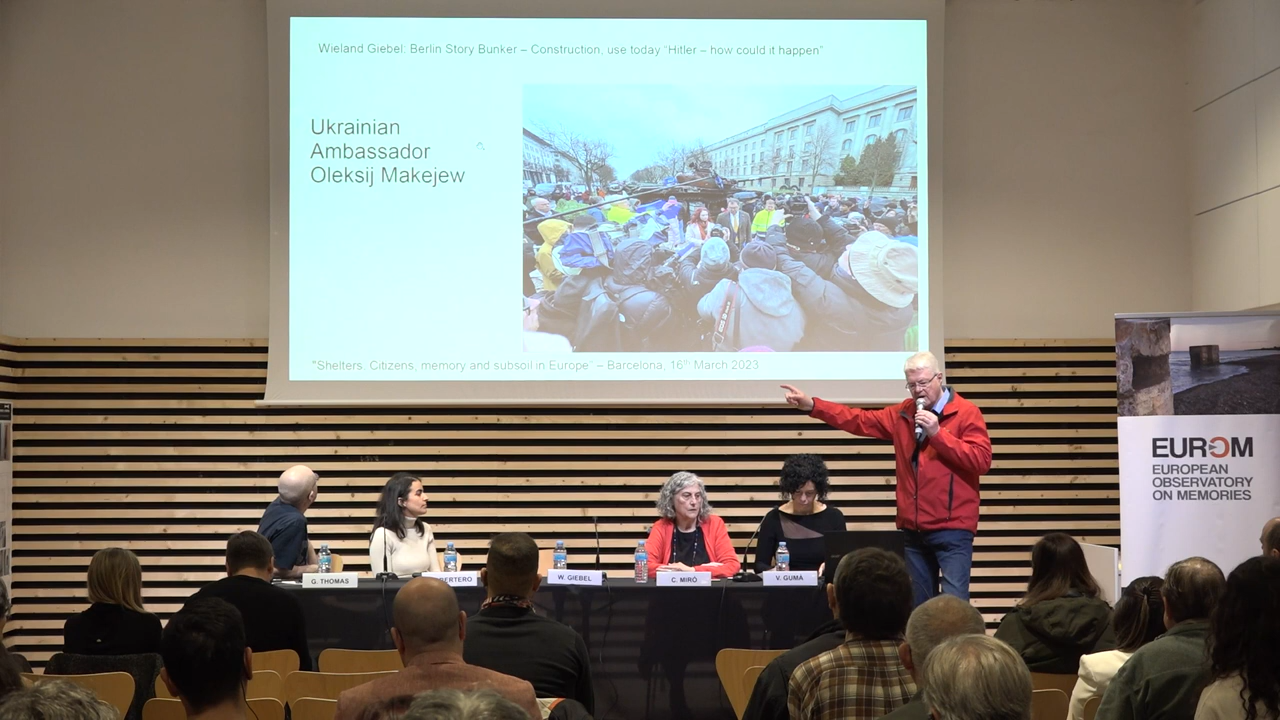 Wieland Giebel: Berlin Story Bunker – Construction, use today “Hitler – how could it happen”
Ukrainian
Ambassador
Oleksij Makejew
"Shelters. Citizens, memory and subsoil in Europe” – Barcelona, 16th March 2023
EUROM
EUROPEAN
OBSERVATORY
ON MEMORIES
G. THOMAS
W. GIEBEL
C. MIRÓ
V. GUMÀ